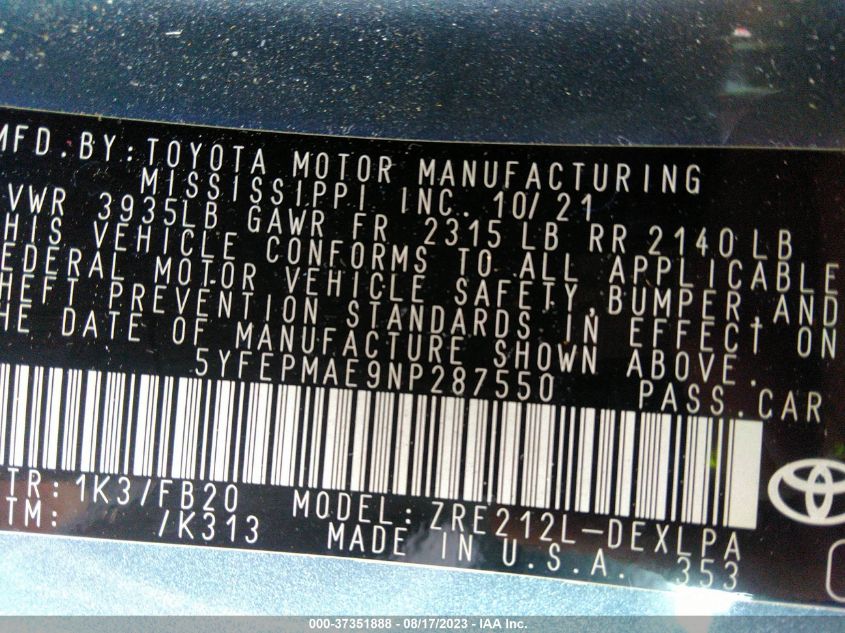 MFD. BY: TOYOTA MOTOR MANUFACTURING
MISSISSIPPI INC. 10/21
VWR 3935LB GAWR FR 2315 LB RR 2140 LB
HIS VEHICLE CONFORMS TO ALL APPLICABLE
EDERAL MOTOR VEHICLE SAFETY, BUMPER, AND
HEFT PREVENTION STANDARDS IN EFFECT ON
HE DATE OF MANUFACTURE SHOWN ABOVE.
5YFEPMAE9NP287550 PASS. CAR
TR: 1K3/FB20 MODEL: ZRE212L-DEXLPA
TM: /K313 MADE IN U.S.A. 353
000-37351888 - 08/17/2023 - IAA Inc.